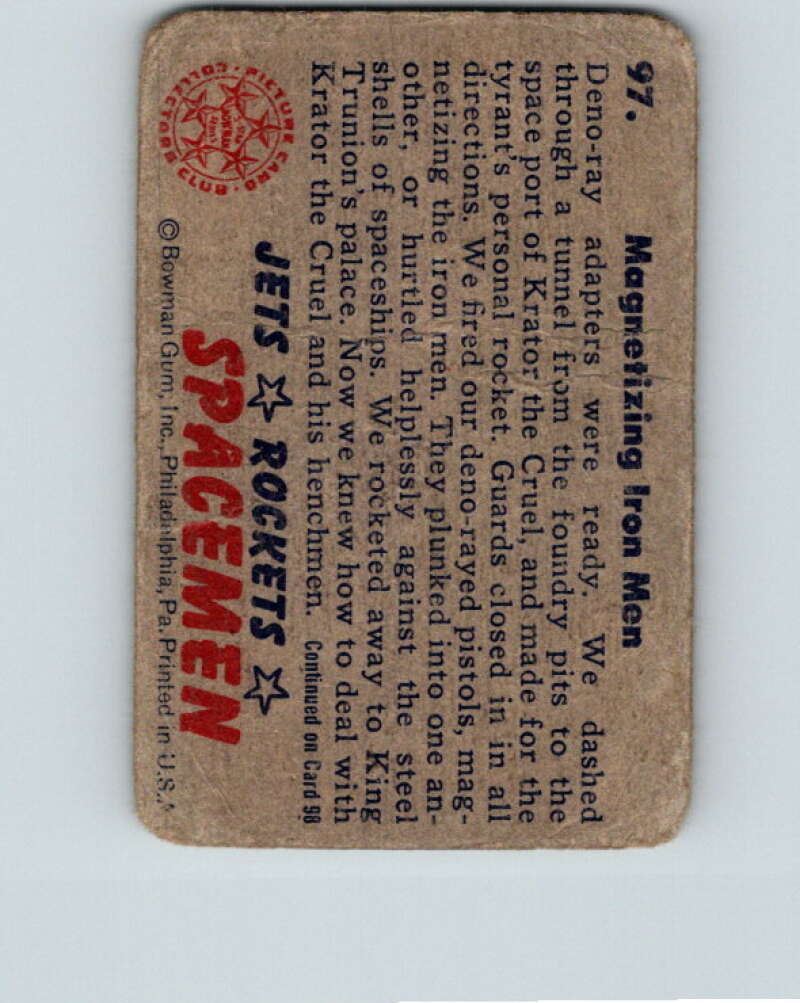 97. Magnetizing Iron Men
Deno-ray adapters were ready. We dashed
through a tunnel from the foundry pits to the
space port of Krator the Cruel, and made for the
tyrant's personal rocket. Guards closed in in all
directions. We fired our deno-rayed pistols, mag-
netizing the iron men. They plunked into one an-
other, or hurtled helplessly against the steel
shells of spaceships. We rocketed away to King
Trunion's palace. Now we knew how to deal with
Krator the Cruel and his henchmen. Continued on Card 98
PICTURE CARD COLLECTORS CLUB
BOWMAN
JETS ☆ ROCKETS ☆
SPACEMEN
© Bowman Gum, Inc., Philadelphia, Pa. Printed in U.S.A